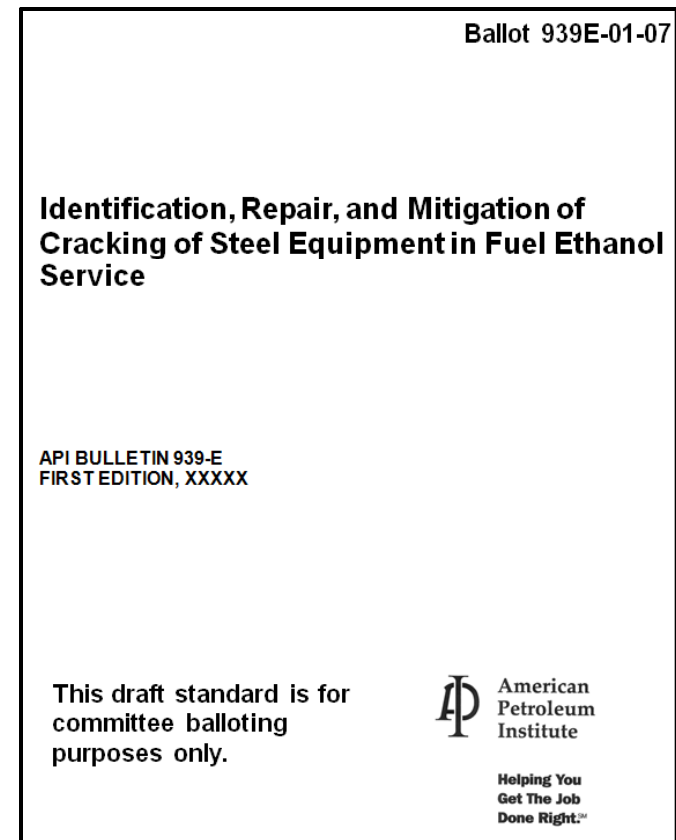 Ballot 939E-01-07
Identification, Repair, and Mitigation of
Cracking of Steel Equipment in Fuel Ethanol
Service
API BULLETIN 939-E
FIRST EDITION, XXXXX
This draft standard is for
committee balloting
purposes only.
American
Petroleum
Institute
Helping You
Get The Job
Done Right.℠